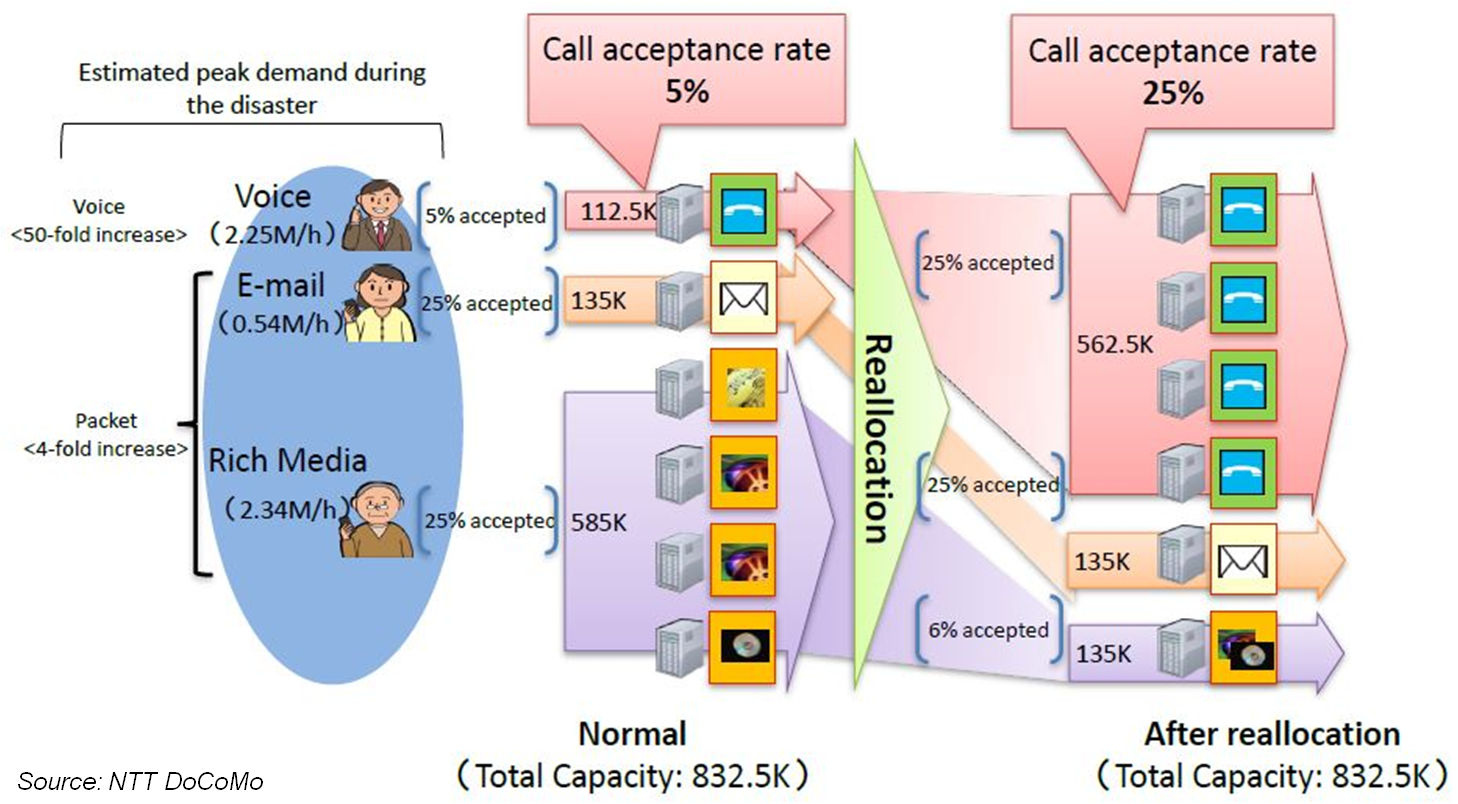 Estimated peak demand during
the disaster
Call acceptance rate
5%
Call acceptance rate
25%
Voice
<50-fold increase>
Voice
(2.25M/h)
5% accepted
112.5K
E-mail
(0.54M/h)
25% accepted
135K
Packet
<4-fold increase>
Rich Media
(2.34M/h)
25% accepted
585K
Reallocation
25% accepted
25% accepted
6% accepted
562.5K
135K
135K
Normal
(Total Capacity: 832.5K)
After reallocation
(Total Capacity: 832.5K)
Source: NTT DoCoMo